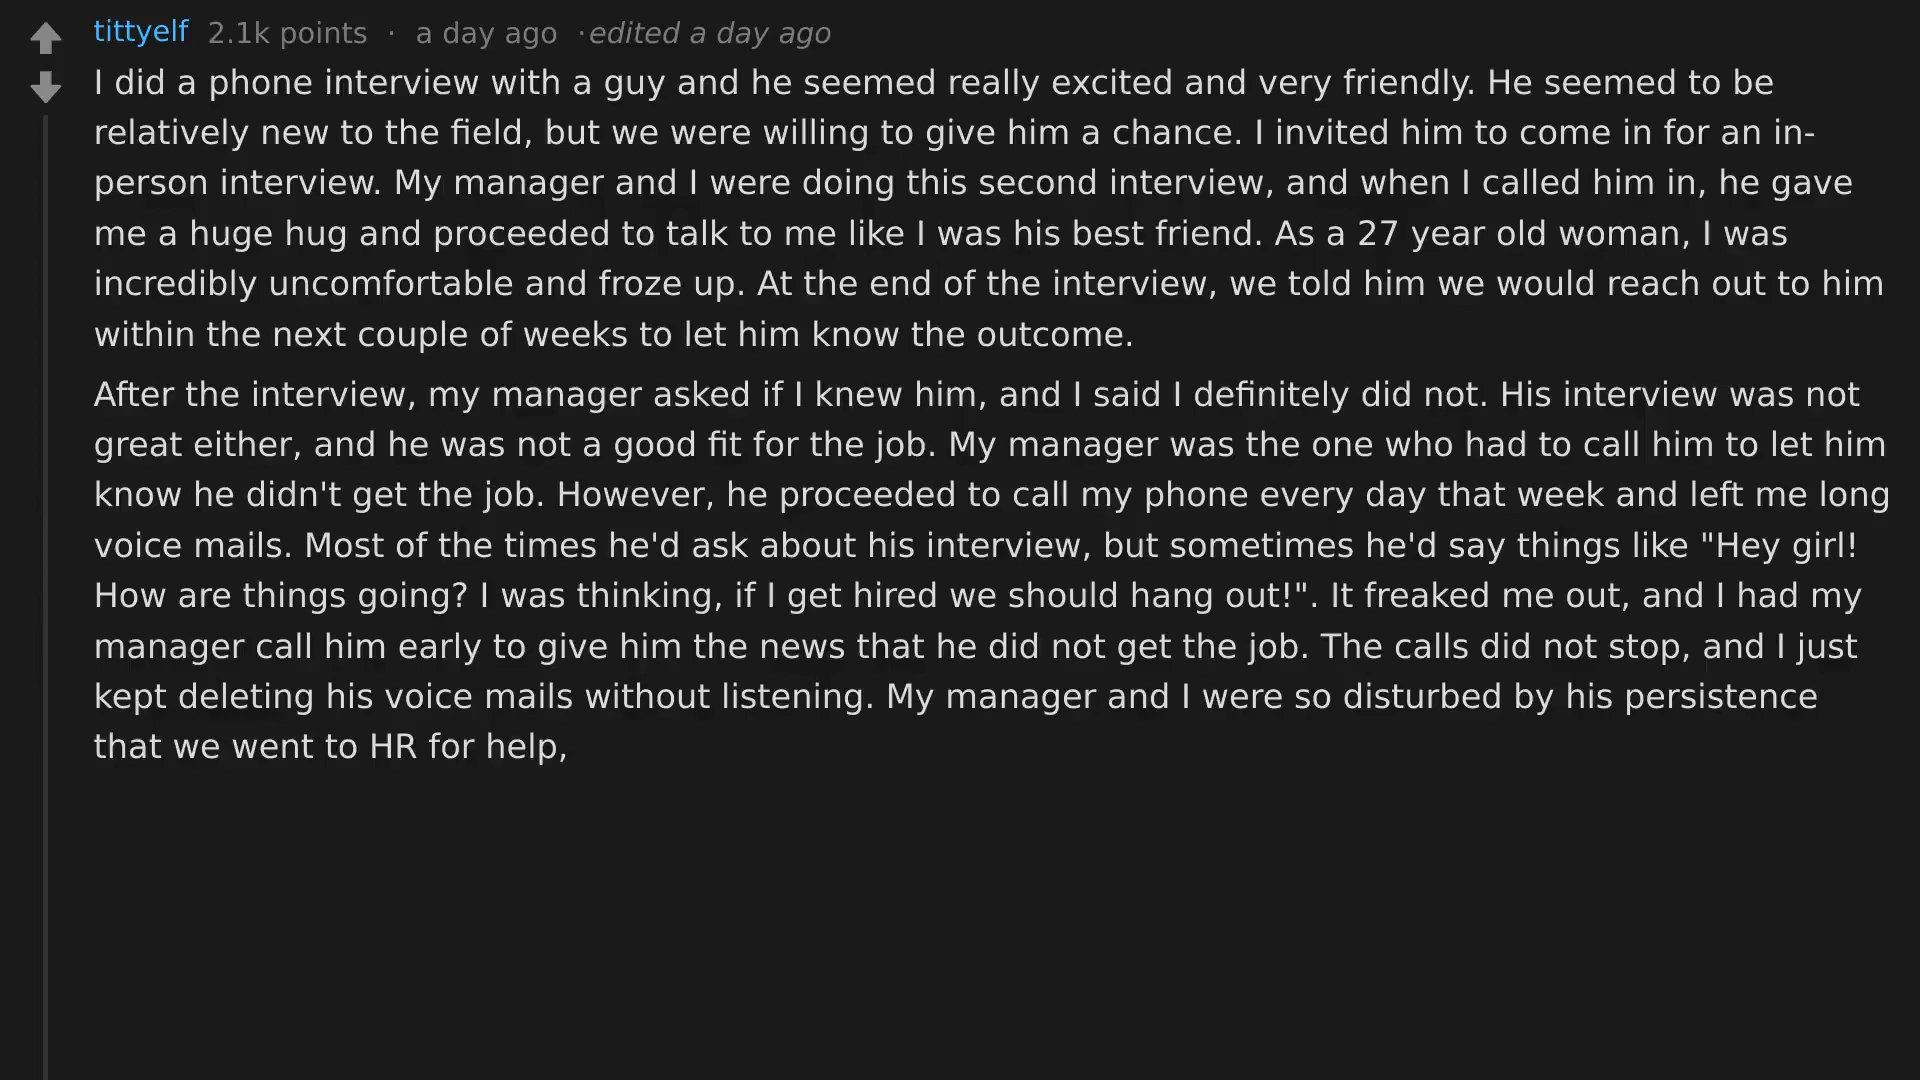 tittyelf 2.1k points · a day ago ·edited a day ago
I did a phone interview with a guy and he seemed really excited and very friendly. He seemed to be
relatively new to the field, but we were willing to give him a chance. I invited him to come in for an in-
person interview. My manager and I were doing this second interview, and when I called him in, he gave
me a huge hug and proceeded to talk to me like I was his best friend. As a 27 year old woman, I was
incredibly uncomfortable and froze up. At the end of the interview, we told him we would reach out to him
within the next couple of weeks to let him know the outcome.
After the interview, my manager asked if I knew him, and I said I definitely did not. His interview was not
great either, and he was not a good fit for the job. My manager was the one who had to call him to let him
know he didn't get the job. However, he proceeded to call my phone every day that week and left me long
voice mails. Most of the times he'd ask about his interview, but sometimes he'd say things like "Hey girl!
How are things going? I was thinking, if I get hired we should hang out!". It freaked me out, and I had my
manager call him early to give him the news that he did not get the job. The calls did not stop, and I just
kept deleting his voice mails without listening. My manager and I were so disturbed by his persistence
that we went to HR for help,